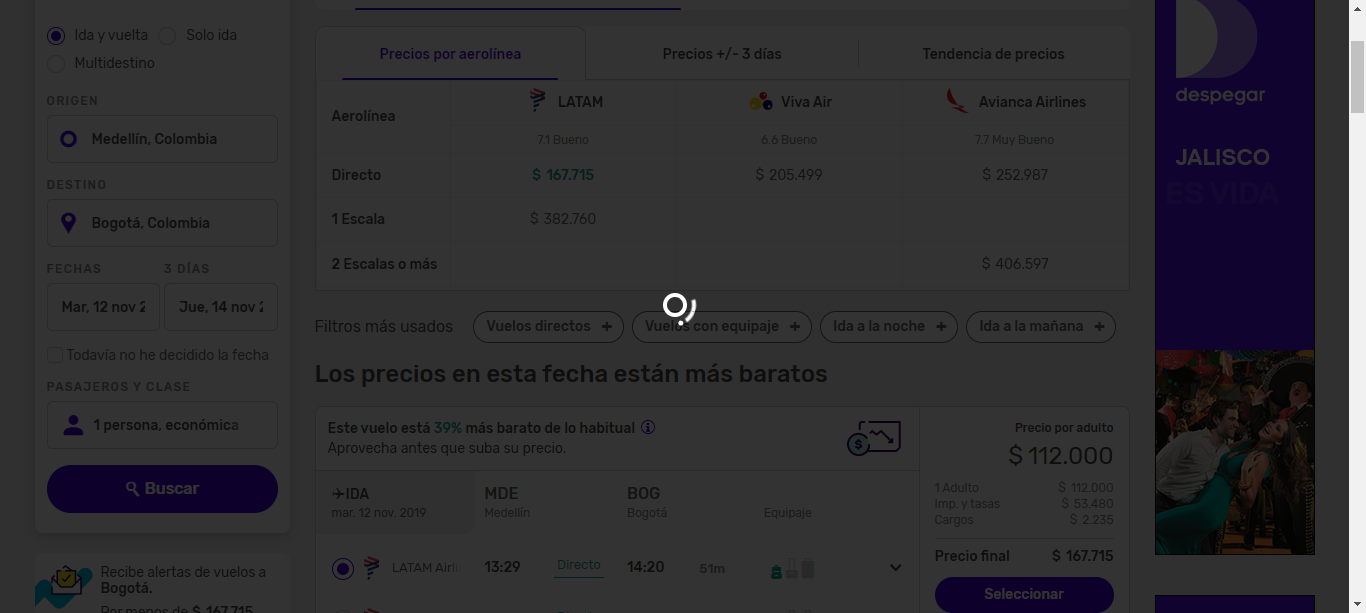 Ida y vuelta
Solo ida
Multidestino
ORIGEN
Medellín, Colombia
DESTINO
Bogotá, Colombia
FECHAS
3 DÍAS
Mar, 12 nov 2
Jue, 14 nov 2
Todavía no he decidido la fecha
PASAJEROS Y CLASE
1 persona, económica
Buscar
Recibe alertas de vuelos a
Bogotá.
Por menos de $ 167.715
Precios por aerolínea
Precios +/- 3 días
Tendencia de precios
Aerolínea
LATAM
Viva Air
Avianca Airlines
7.1 Bueno
6.6 Bueno
7.7 Muy Bueno
Directo
$ 167.715
$ 205.499
$ 252.987
1 Escala
$ 382.760
2 Escalas o más
$ 406.597
Filtros más usados
Vuelos directos +
Vuelos con equipaje +
Ida a la noche +
Ida a la mañana +
Los precios en esta fecha están más baratos
Este vuelo está 39% más barato de lo habitual
Aprovecha antes que suba su precio.
IDA
mar. 12 nov. 2019
MDE
Medellín
BOG
Bogotá
Equipaje
LATAM Airli
13:29
Directo
14:20
51m
Precio por adulto
$ 112.000
1 Adulto
$ 112.000
Imp. y tasas
$ 53.480
Cargos
$ 2.235
Precio final
$ 167.715
Seleccionar
despegar
JALISCO
ES VIDA